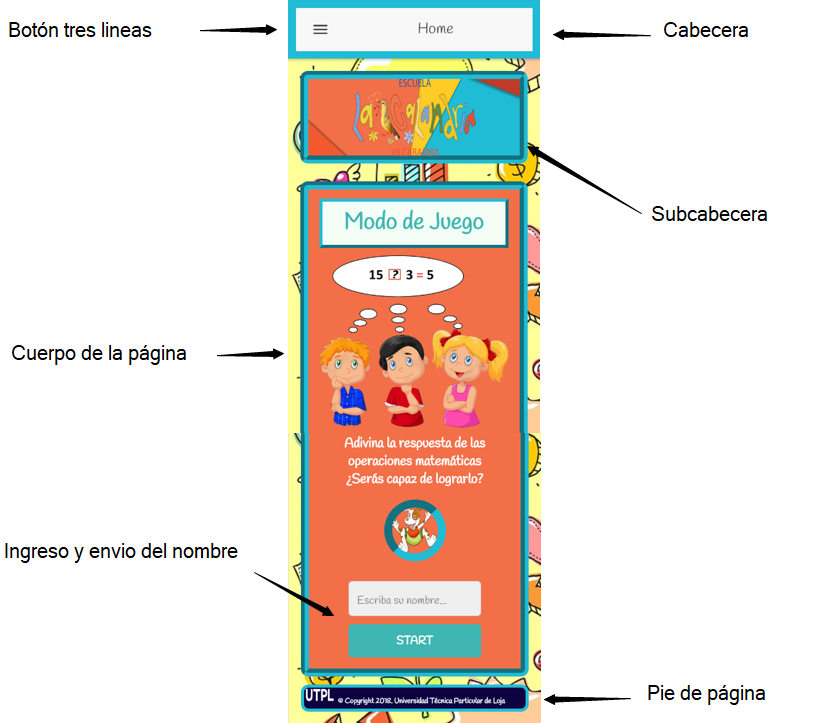 Botón tres lineas
Home
Cabecera
ESCUELA
La Calandria
Subcabecera
Modo de Juego
15 ? 3 = 5
Cuerpo de la página
Adivina la respuesta de las
operaciones matemáticas
¿Serás capaz de lograrlo?
Ingreso y envio del nombre
Escriba su nombre...
START
Pie de página
UTPL
© Copyright 2018. Universidad Técnica Particular de Loja